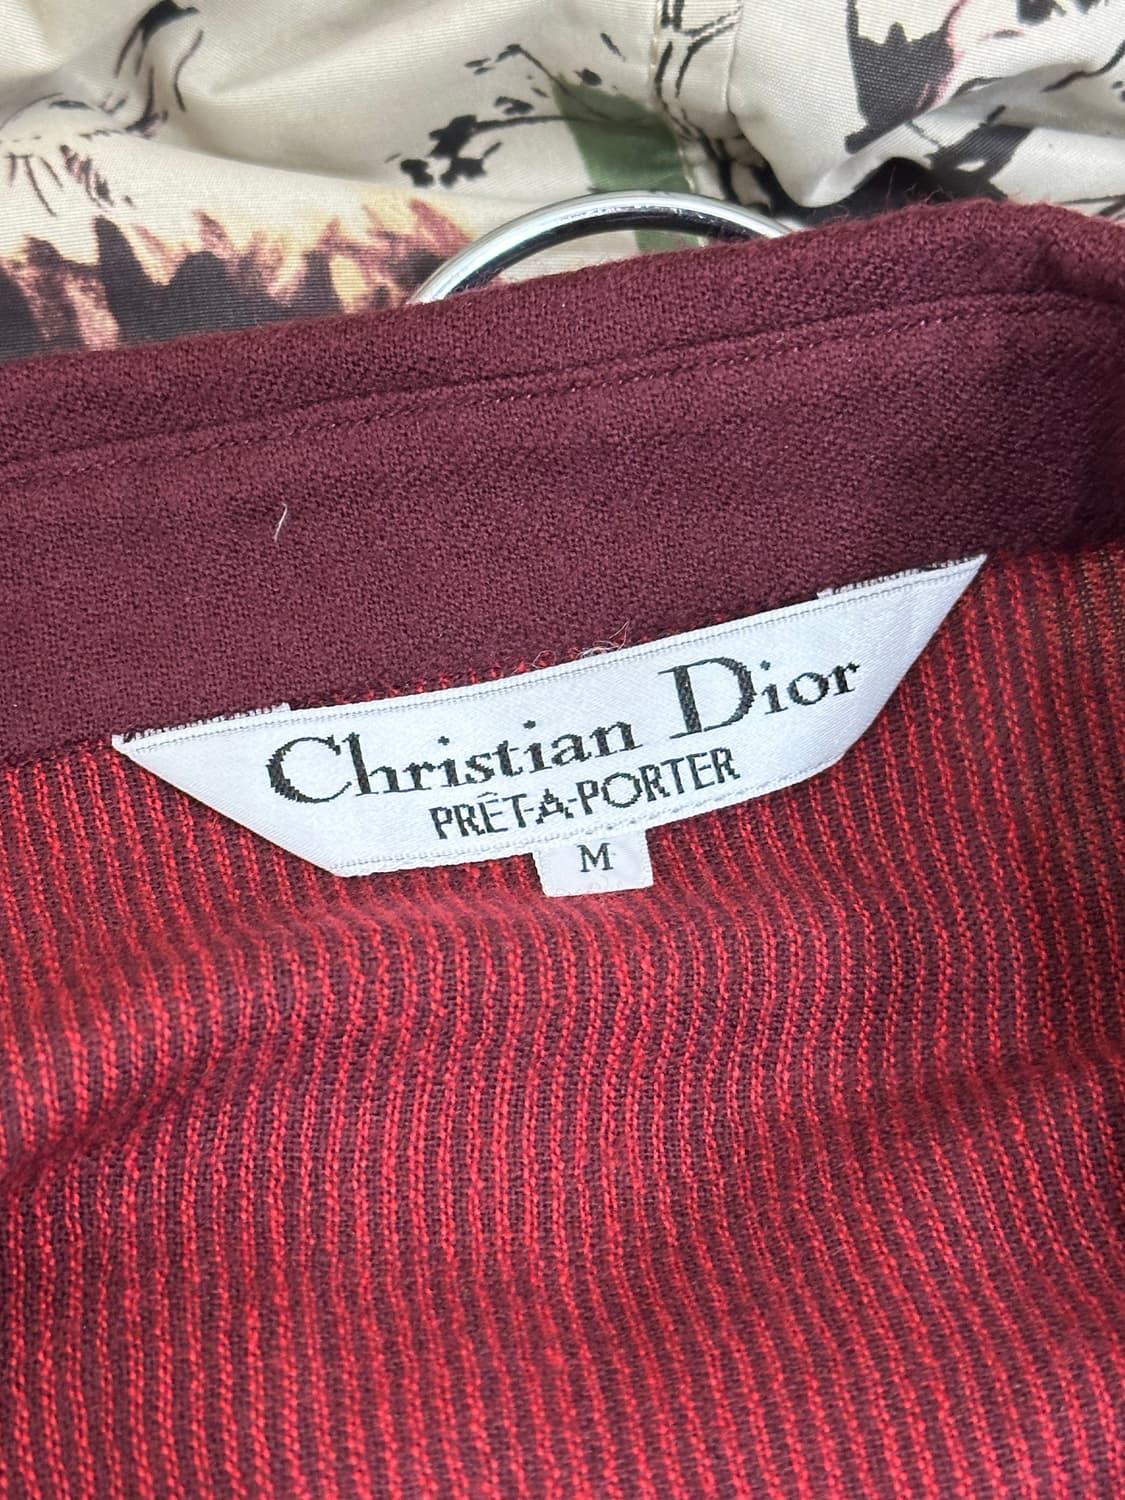 Christian Dior
PRÊT-A-PORTER
M